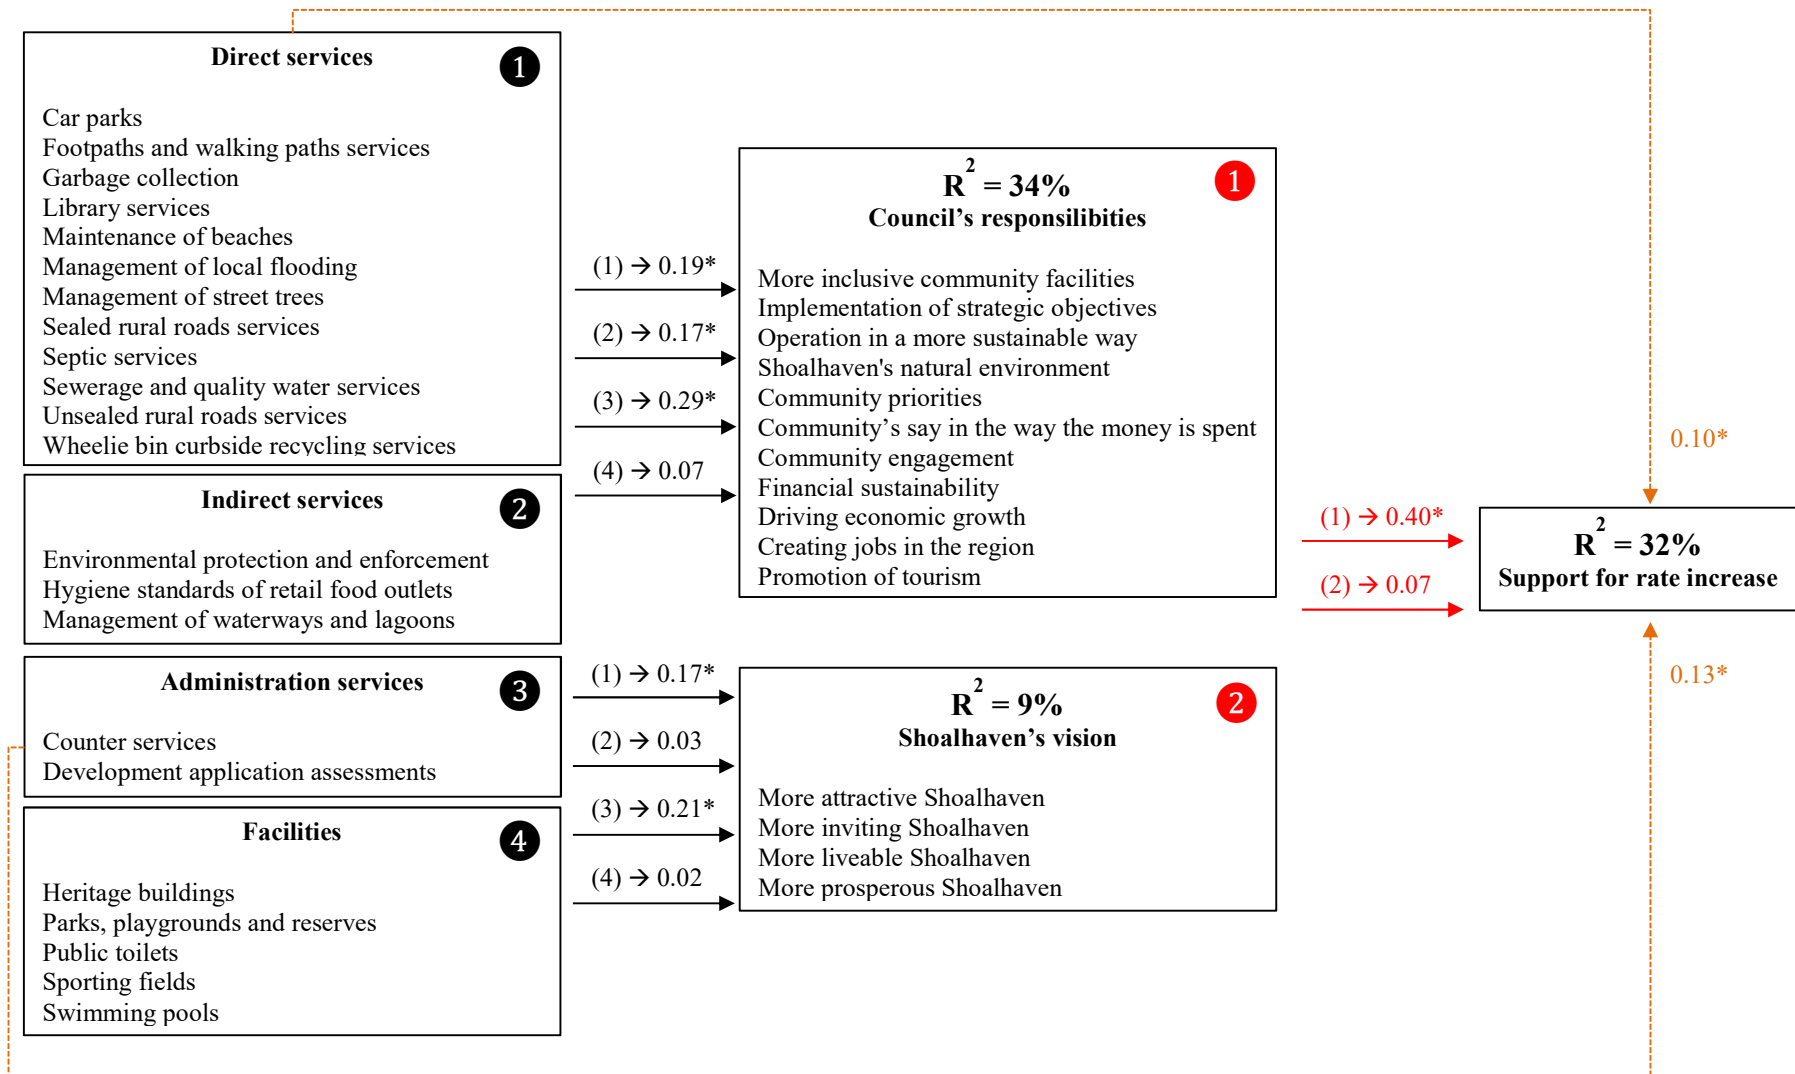 Direct services
❶
Car parks
Footpaths and walking paths services
Garbage collection
Library services
Maintenance of beaches
Management of local flooding
Management of street trees
Sealed rural roads services
Septic services
Sewerage and quality water services
Unsealed rural roads services
Wheelie bin curbside recycling services
Indirect services
❷
Environmental protection and enforcement
Hygiene standards of retail food outlets
Management of waterways and lagoons
Administration services
❸
Counter services
Development application assessments
Facilities
❹
Heritage buildings
Parks, playgrounds and reserves
Public toilets
Sporting fields
Swimming pools
(1) → 0.19*
(2) → 0.17*
(3) → 0.29*
(4) → 0.07
(1) → 0.17*
(2) → 0.03
(3) → 0.21*
(4) → 0.02
R² = 34%
❶
Council’s responsilibities
More inclusive community facilities
Implementation of strategic objectives
Operation in a more sustainable way
Shoalhaven's natural environment
Community priorities
Community’s say in the way the money is spent
Community engagement
Financial sustainability
Driving economic growth
Creating jobs in the region
Promotion of tourism
R² = 9%
❷
Shoalhaven’s vision
More attractive Shoalhaven
More inviting Shoalhaven
More liveable Shoalhaven
More prosperous Shoalhaven
(1) → 0.40*
(2) → 0.07
0.10*
R² = 32%
Support for rate increase
0.13*